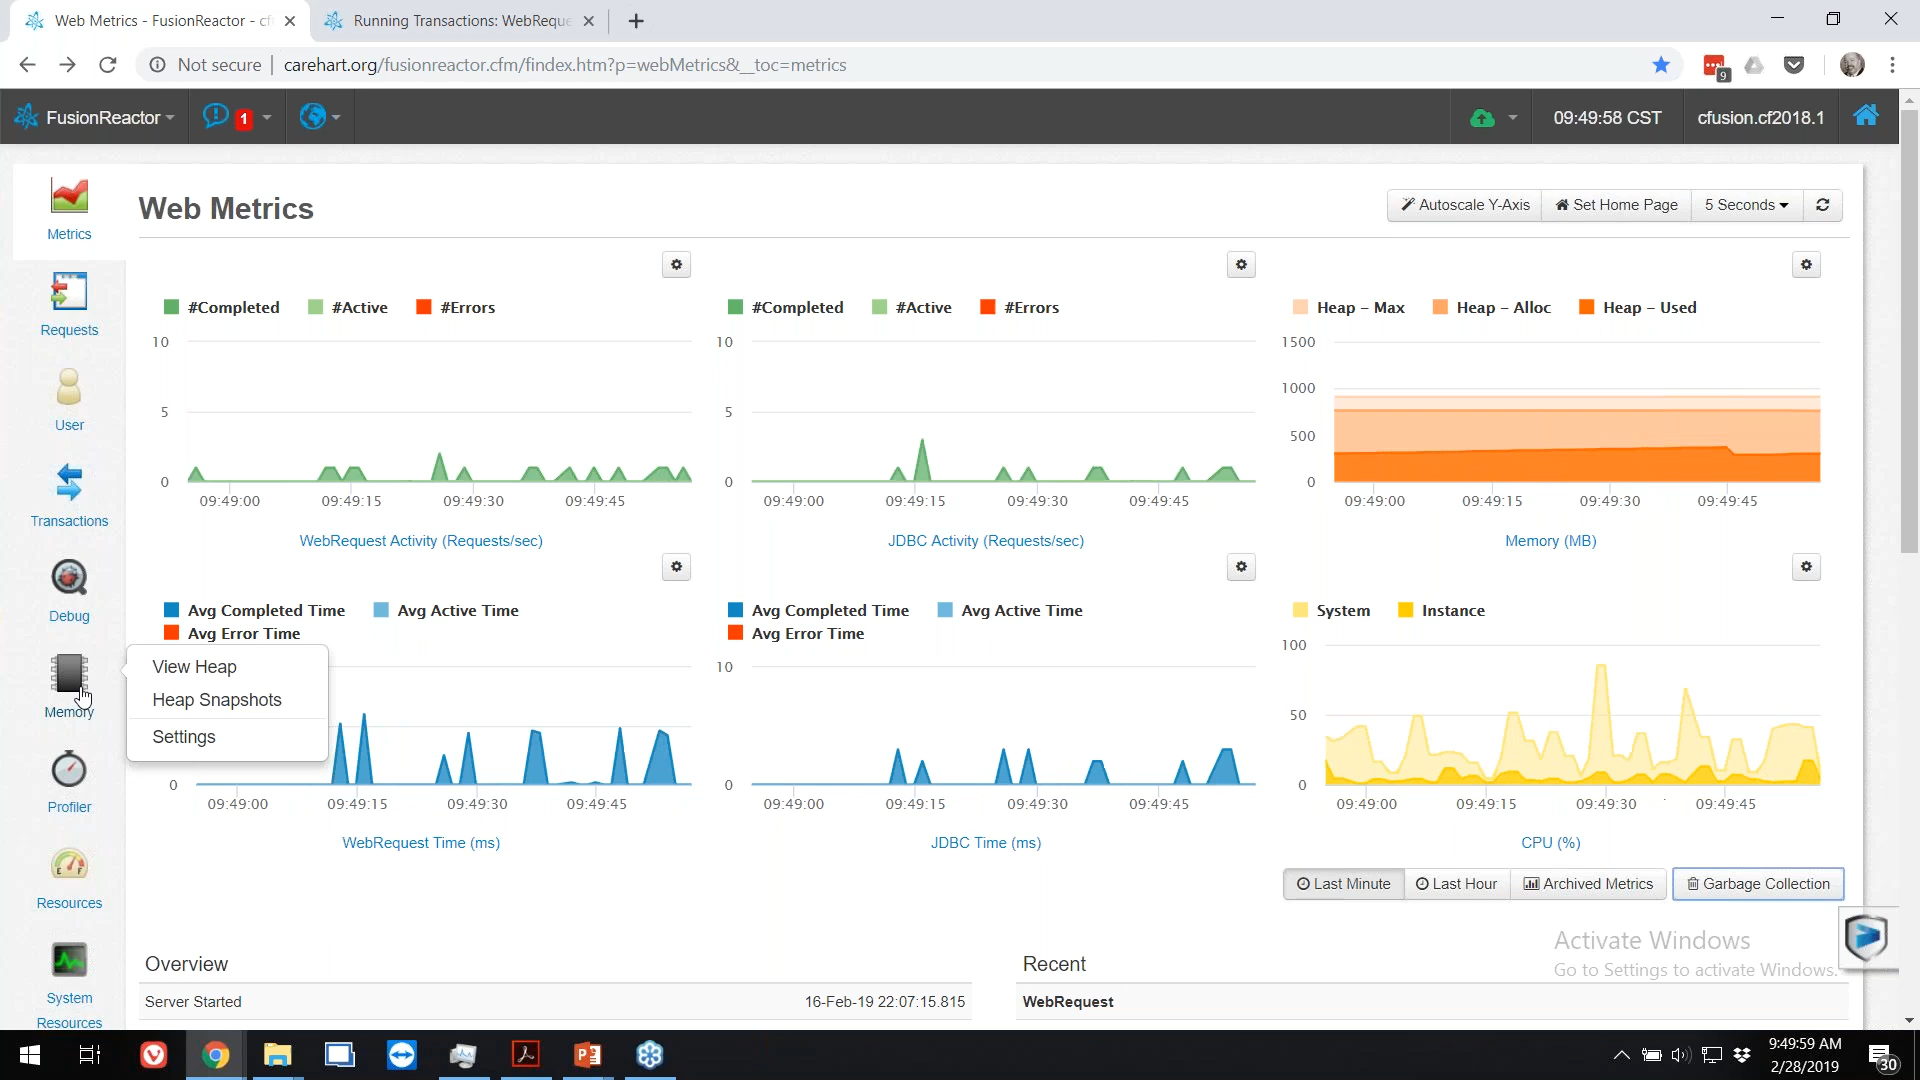 Web Metrics - FusionReactor - cf
Running Transactions: WebReque
Not secure
carehart.org/fusionreactor.cfm/findex.htm?p=webMetrics&__toc=metrics
9
FusionReactor
1
09:49:58 CST
cfusion.cf2018.1
Metrics
Requests
User
Transactions
Debug
Memory
Profiler
Resources
System
Resources
View Heap
Heap Snapshots
Settings
Web Metrics
Autoscale Y-Axis
Set Home Page
5 Seconds
#Completed #Active #Errors
10
5
0
09:49:00 09:49:15 09:49:30 09:49:45
WebRequest Activity (Requests/sec)
#Completed #Active #Errors
10
5
0
09:49:00 09:49:15 09:49:30 09:49:45
JDBC Activity (Requests/sec)
Heap - Max Heap - Alloc Heap - Used
1500
1000
500
0
09:49:00 09:49:15 09:49:30 09:49:45
Memory (MB)
Avg Completed Time Avg Active Time
Avg Error Time
0
09:49:00 09:49:15 09:49:30 09:49:45
WebRequest Time (ms)
Avg Completed Time Avg Active Time
Avg Error Time
10
0
09:49:00 09:49:15 09:49:30 09:49:45
JDBC Time (ms)
System Instance
100
50
0
09:49:00 09:49:15 09:49:30 09:49:45
CPU (%)
Last Minute
Last Hour
Archived Metrics
Garbage Collection
Activate Windows
Go to Settings to activate Windows.
Overview
Server Started 16-Feb-19 22:07:15.815
Recent
WebRequest
9:49:59 AM
2/28/2019
30